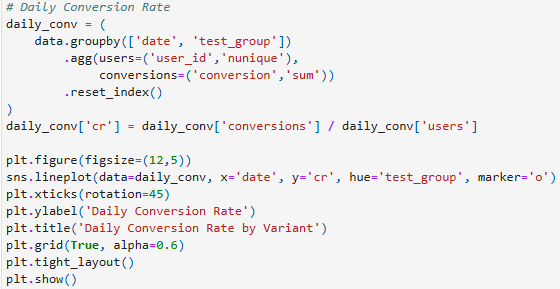 # Daily Conversion Rate
daily_conv = (
    data.groupby(['date', 'test_group'])
        .agg(users=('user_id','nunique'),
             conversions=('conversion','sum'))
        .reset_index()
)
daily_conv['cr'] = daily_conv['conversions'] / daily_conv['users']

plt.figure(figsize=(12,5))
sns.lineplot(data=daily_conv, x='date', y='cr', hue='test_group', marker='o')
plt.xticks(rotation=45)
plt.ylabel('Daily Conversion Rate')
plt.title('Daily Conversion Rate by Variant')
plt.grid(True, alpha=0.6)
plt.tight_layout()
plt.show()